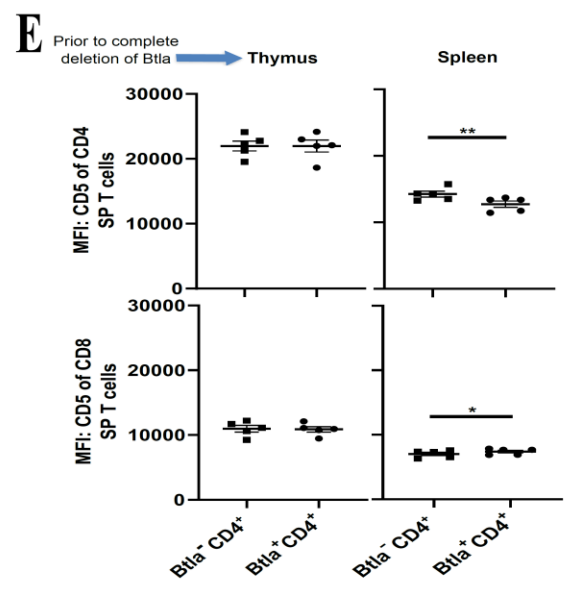 E
Prior to complete
deletion of Btla
Thymus
Spleen
MFI: CD5 of CD4
SP T cells
30000
20000
10000
0
**
MFI: CD5 of CD8
SP T cells
30000
20000
10000
0
*
Btla⁻ CD4⁺
Btla⁺ CD4⁺
Btla⁻ CD4⁺
Btla⁺ CD4⁺